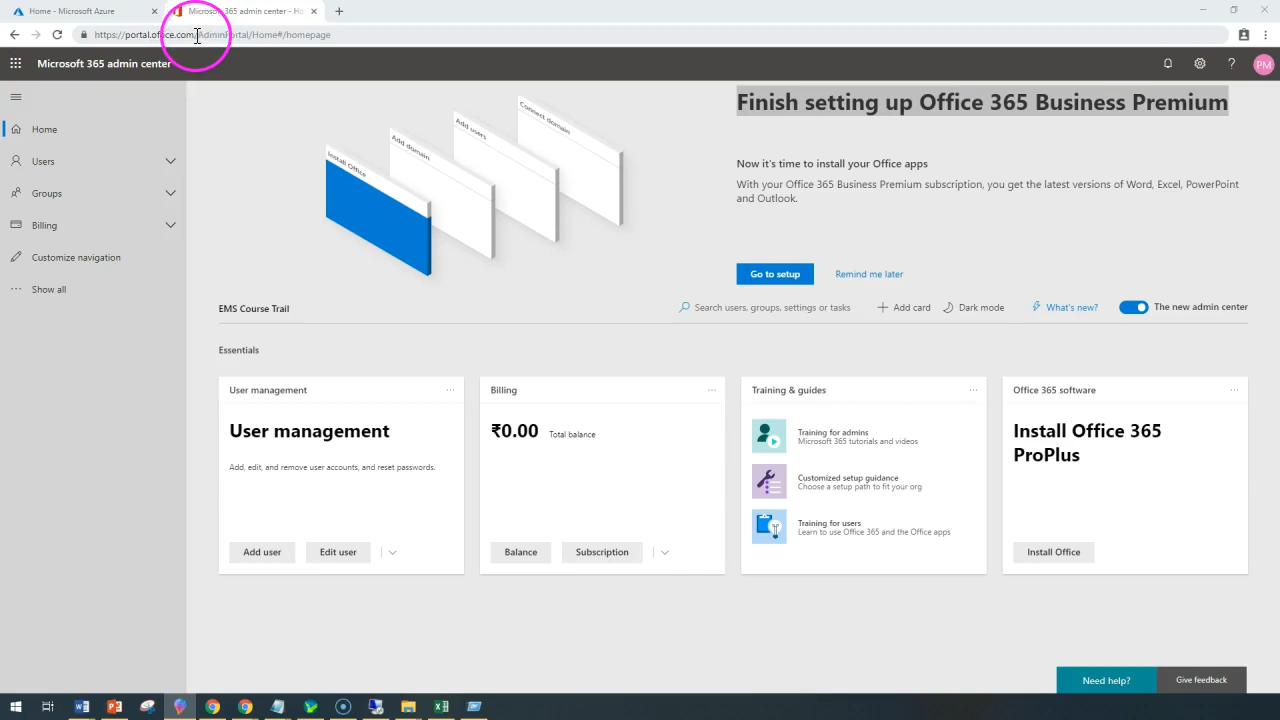 Home - Microsoft Azure
Microsoft 365 admin center - Ho
https://portal.office.com/AdminPortal/Home#/homepage
Microsoft 365 admin center
PM
Home
Users
Groups
Billing
Customize navigation
Show all
Install Office
Add domain
Add users
Connect domain
Finish setting up Office 365 Business Premium
Now it's time to install your Office apps
With your Office 365 Business Premium subscription, you get the latest versions of Word, Excel, PowerPoint
and Outlook.
Go to setup
Remind me later
EMS Course Trail
Search users, groups, settings or tasks
Add card
Dark mode
What's new?
The new admin center
Essentials
User management
User management
Add, edit, and remove user accounts, and reset passwords.
Add user
Edit user
Billing
₹0.00 Total balance
Balance
Subscription
Training & guides
Training for admins
Microsoft 365 tutorials and videos
Customized setup guidance
Choose a setup path to fit your org
Training for users
Learn to use Office 365 and the Office apps
Office 365 software
Install Office 365
ProPlus
Install Office
Need help?
Give feedback